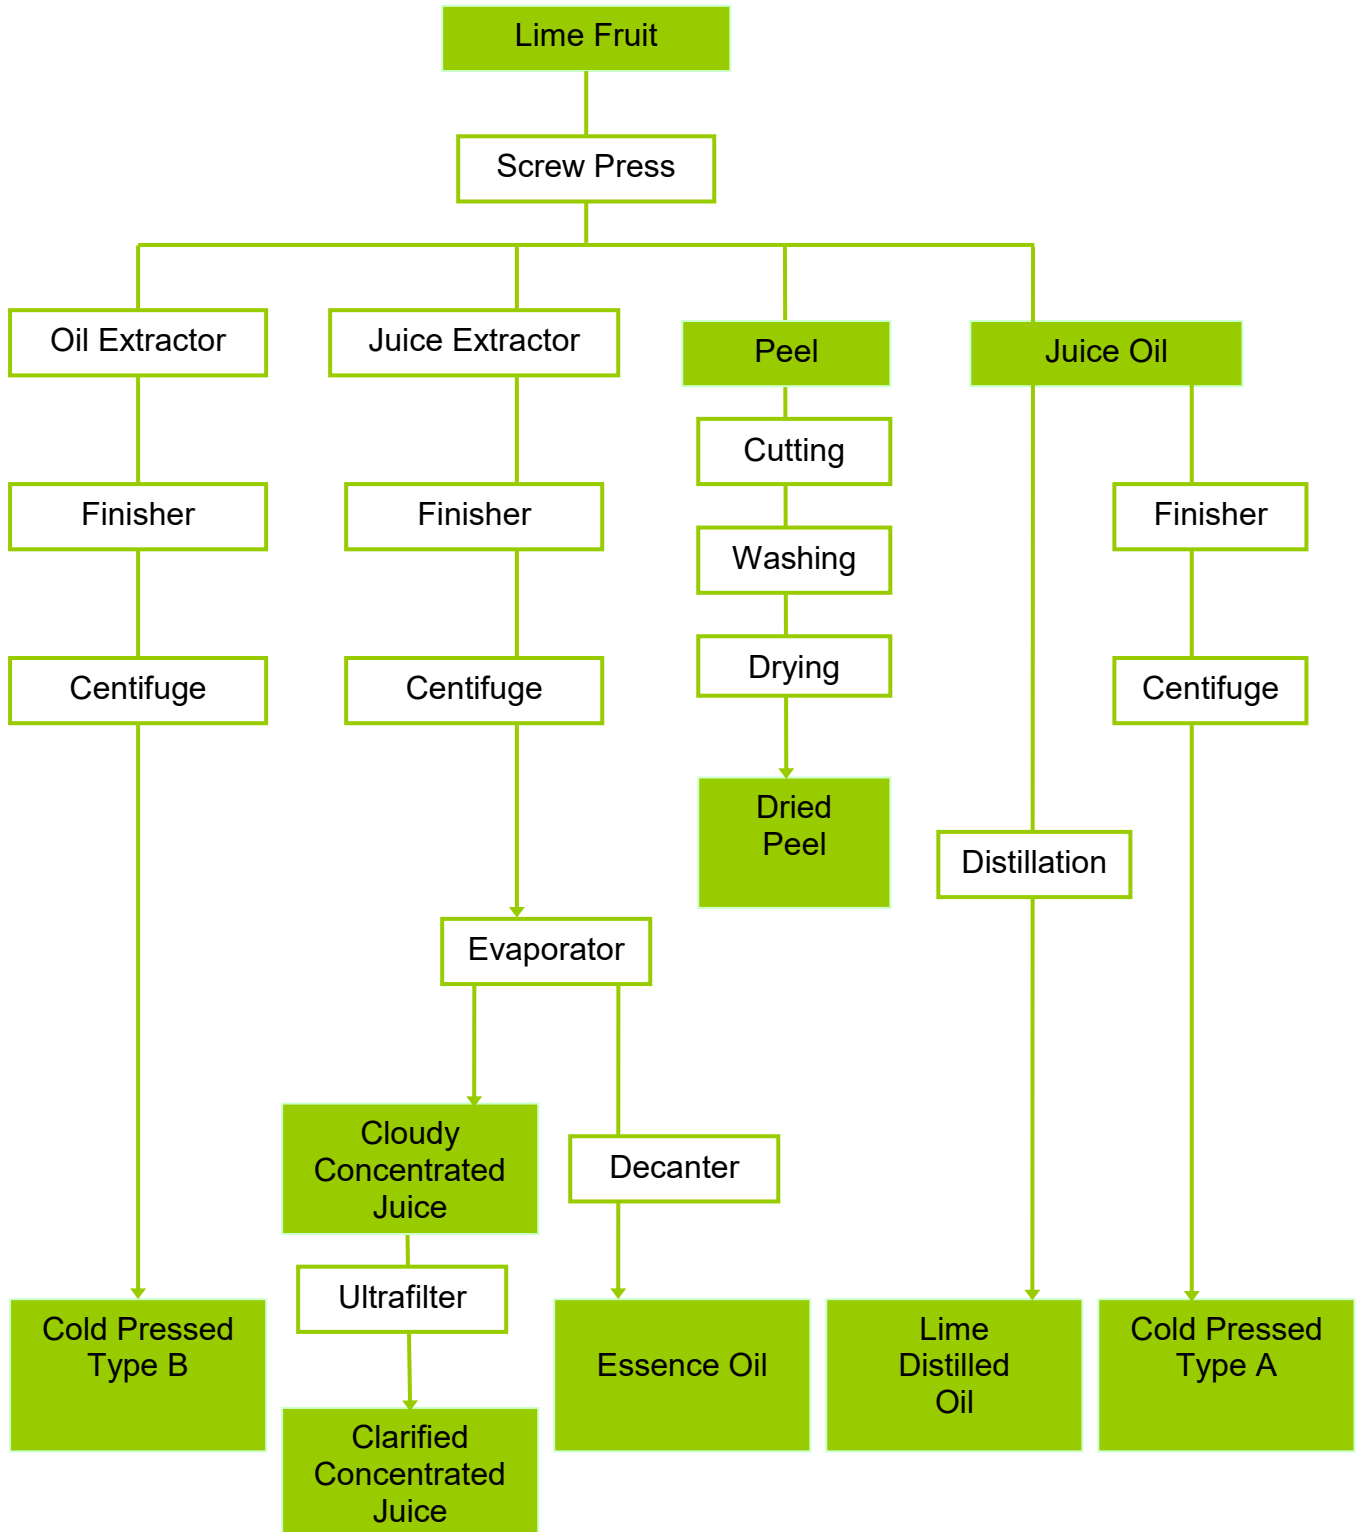 Lime Fruit
Screw Press
Oil Extractor
Juice Extractor
Peel
Juice Oil
Cutting
Finisher
Finisher
Finisher
Washing
Drying
Centifuge
Centifuge
Centifuge
Dried
Peel
Distillation
Evaporator
Cloudy
Concentrated
Juice
Decanter
Ultrafilter
Cold Pressed
Type B
Essence Oil
Lime
Distilled
Oil
Cold Pressed
Type A
Clarified
Concentrated
Juice